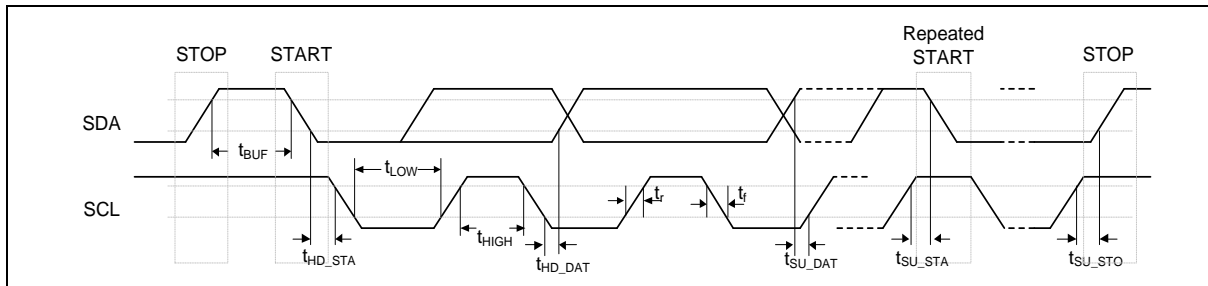 STOP START Repeated START STOP
SDA
tBUF
tLOW
SCL
tr tf
tHIGH
tHD_STA tHD_DAT tSU_DAT tSU_STA tSU_STO